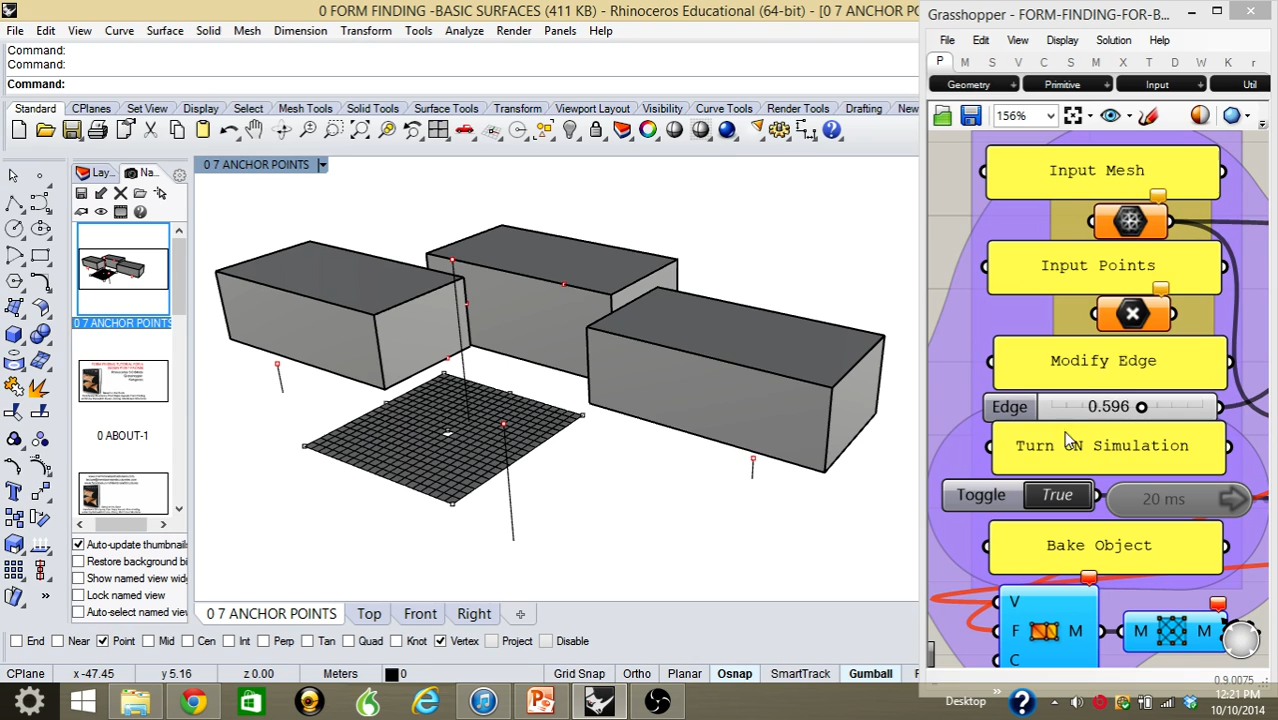 0 FORM FINDING -BASIC SURFACES (411 KB) - Rhinoceros Educational (64-bit) - [0 7 ANCHOR POINTS]
File Edit View Curve Surface Solid Mesh Dimension Transform Tools Analyze Render Panels Help
Command:
Command:
Command:
Standard CPlanes Set View Display Select Mesh Tools Solid Tools Surface Tools Transform Viewport Layout Visibility Curve Tools Render Tools Drafting New
Lay... Na...
0 7 ANCHOR POINTS
0 7 ANCHOR POINTS
0 ABOUT-1
Auto-update thumbnails
Restore background bi
Show named view widg
Lock named view
Auto-select named view
0 7 ANCHOR POINTS Top Front Right
End Near Point Mid Cen Int Perp Tan Quad Knot Vertex Project Disable
CPlane x -47.45 y 5.16 z 0.00 Meters 0 Grid Snap Ortho Planar Osnap SmartTrack Gumball
Grasshopper - FORM-FINDING-FOR-B...
File Edit View Display Solution Help
P M S V C S M X T D W K r
Geometry Primitive Input Util
156%
Input Mesh
Input Points
Modify Edge
Edge 0.596
Turn ON Simulation
Toggle True 20 ms
Bake Object
V
F M M M
C
0.9.0075
Desktop
12:21 PM
10/10/2014